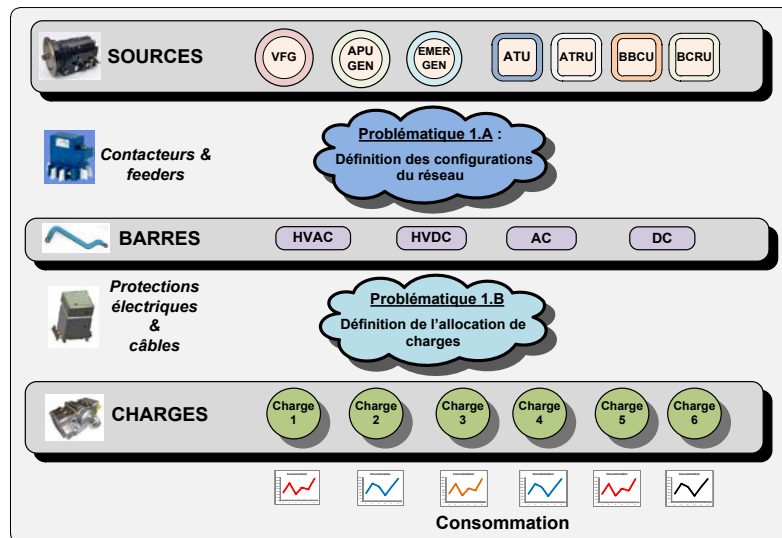 SOURCES
VFG
APU
GEN
EMER
GEN
ATU
ATRU
BBCU
BCRU
Contacteurs &
feeders
Problématique 1.A :
Définition des configurations
du réseau
BARRES
HVAC
HVDC
AC
DC
Protections
électriques
&
câbles
Problématique 1.B
Définition de l'allocation de
charges
CHARGES
Charge
1
Charge
2
Charge
3
Charge
4
Charge
5
Charge
6
Consommation